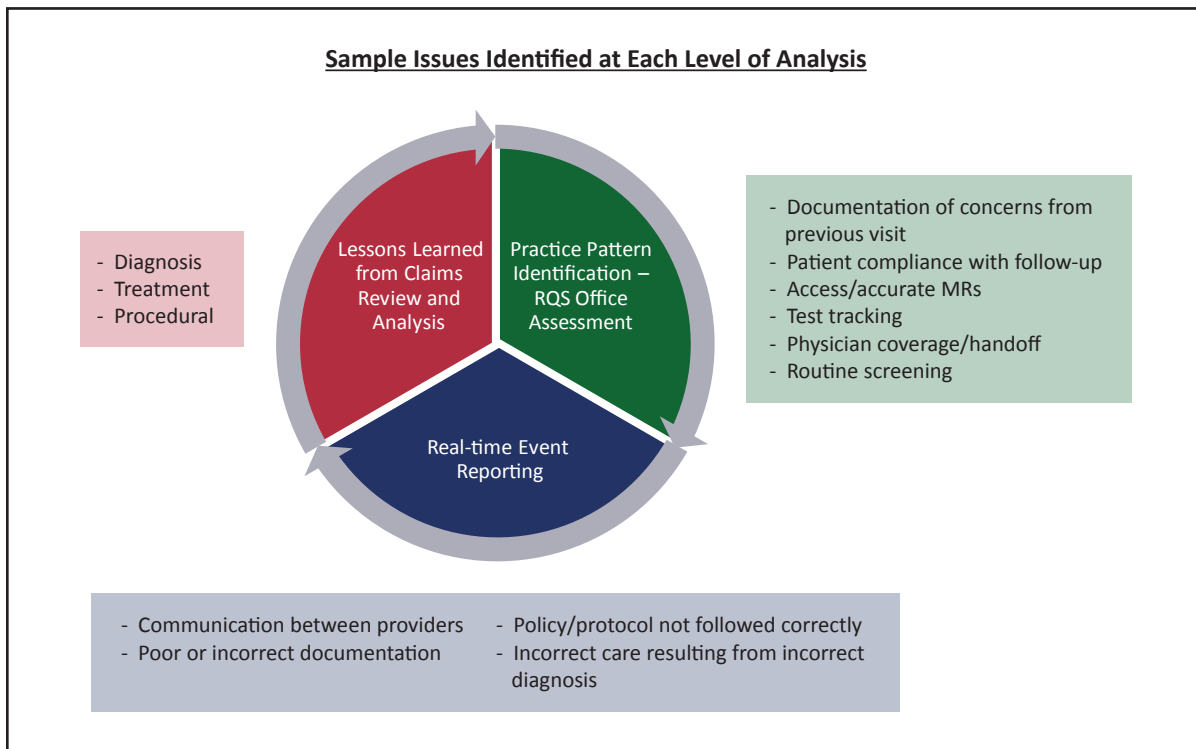 Sample Issues Identified at Each Level of Analysis
Lessons Learned
from Claims
Review and
Analysis
Practice Pattern
Identification –
RQS Office
Assessment
Real-time Event
Reporting
- Diagnosis
- Treatment
- Procedural
- Documentation of concerns from
previous visit
- Patient compliance with follow-up
- Access/accurate MRs
- Test tracking
- Physician coverage/handoff
- Routine screening
- Communication between providers
- Poor or incorrect documentation
- Policy/protocol not followed correctly
- Incorrect care resulting from incorrect
diagnosis